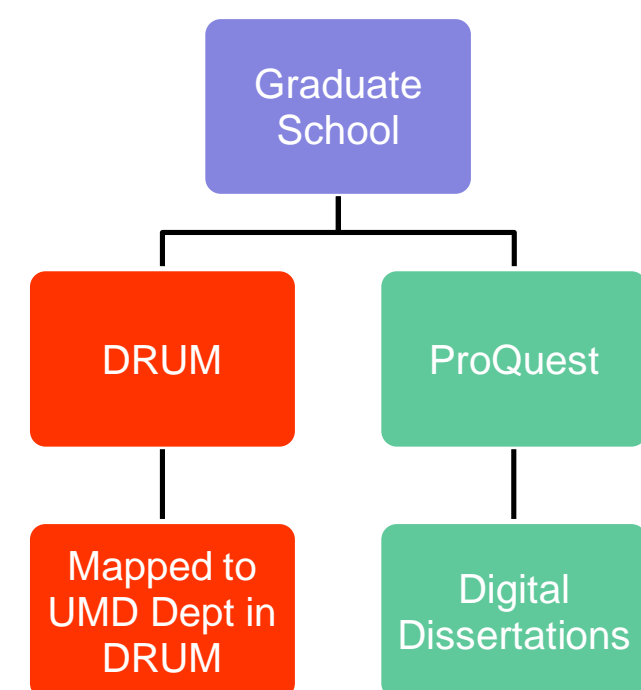 Graduate
School
DRUM
ProQuest
Mapped to
UMD Dept in
DRUM
Digital
Dissertations